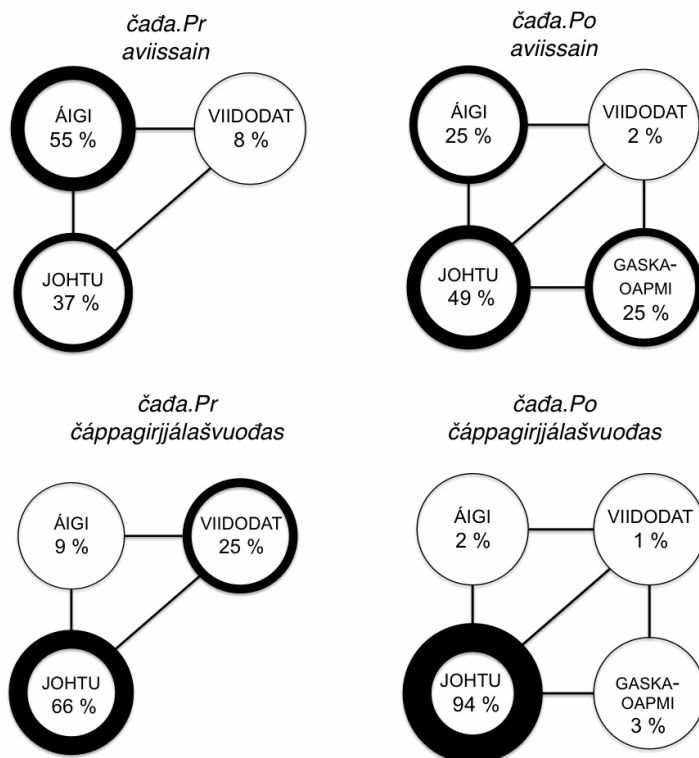 čađa.Pr
aviissain
ÁIGI
55 %
VIIDODAT
8 %
JOHTU
37 %
čađa.Po
aviissain
ÁIGI
25 %
VIIDODAT
2 %
JOHTU
49 %
GASKA-
OAPMI
25 %
čađa.Pr
čáppagirjjálašvuođas
ÁIGI
9 %
VIIDODAT
25 %
JOHTU
66 %
čađa.Po
čáppagirjjálašvuođas
ÁIGI
2 %
VIIDODAT
1 %
JOHTU
94 %
GASKA-
OAPMI
3 %